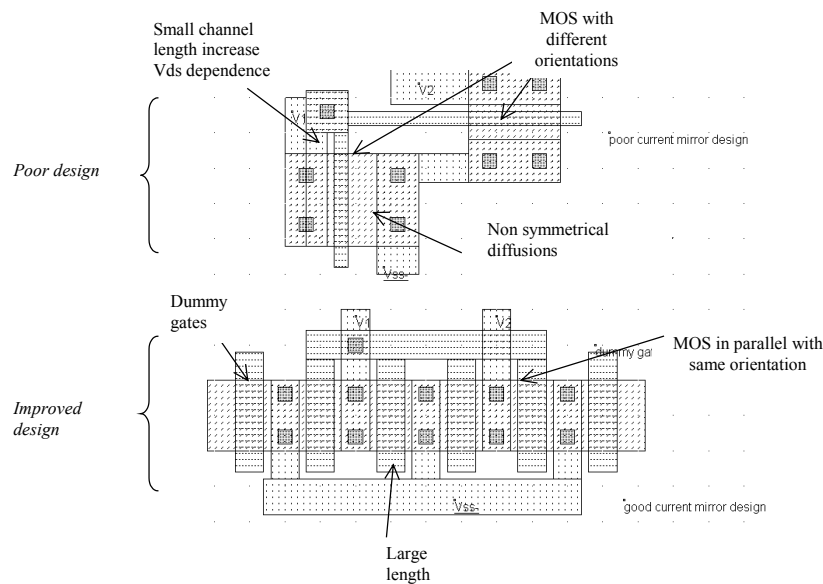 Small channel
length increase
Vds dependence
MOS with
different
orientations
V2
V1
poor current mirror design
Poor design
Non symmetrical
diffusions
Vss-
Dummy
gates
V1
V2
dummy gat
MOS in parallel with
same orientation
Improved
design
Vss-
good current mirror design
Large
length